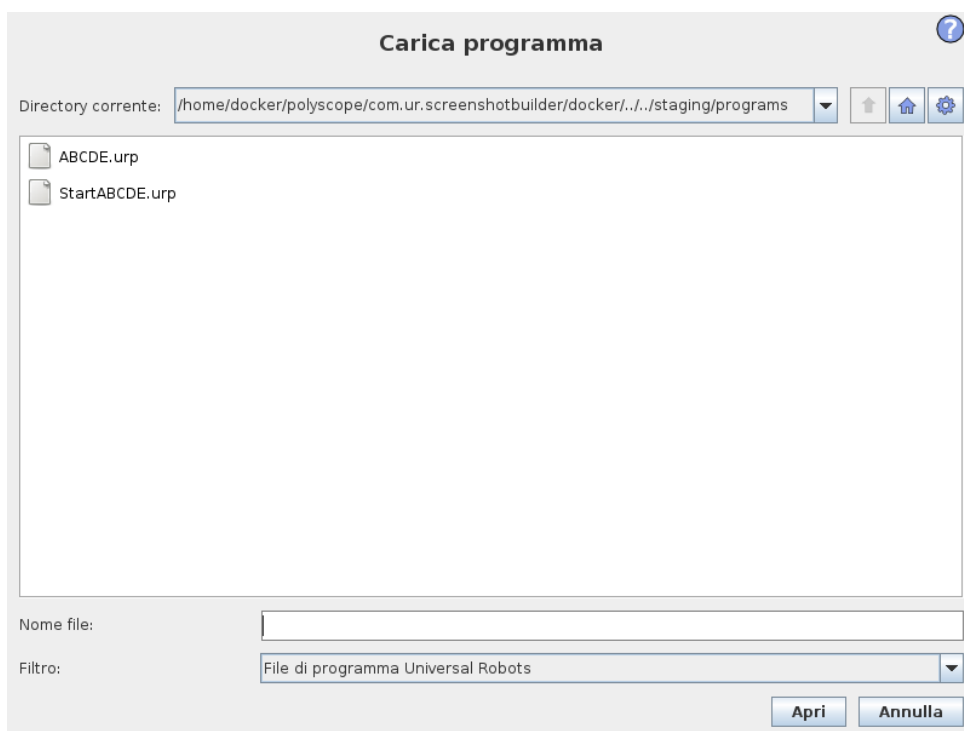 Carica programma
?
Directory corrente: /home/docker/polyscope/com.ur.screenshotbuilder/docker/../../staging/programs
ABCDE.urp
StartABCDE.urp
Nome file:
Filtro: File di programma Universal Robots
Apri Annulla